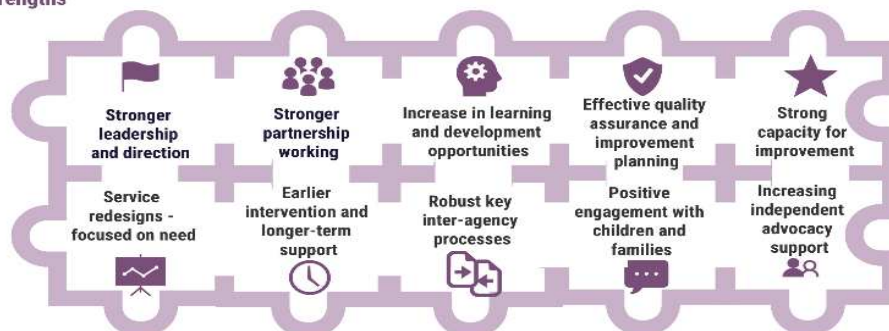 Stronger
leadership
and direction
Stronger
partnership
working
Increase in learning
and development
opportunities
Effective quality
assurance and
improvement
planning
Strong
capacity for
improvement
Service
redesigns -
focused on need
Earlier
intervention and
longer-term
support
Robust key
inter-agency
processes
Positive
engagement with
children and
families
Increasing
independent
advocacy
support